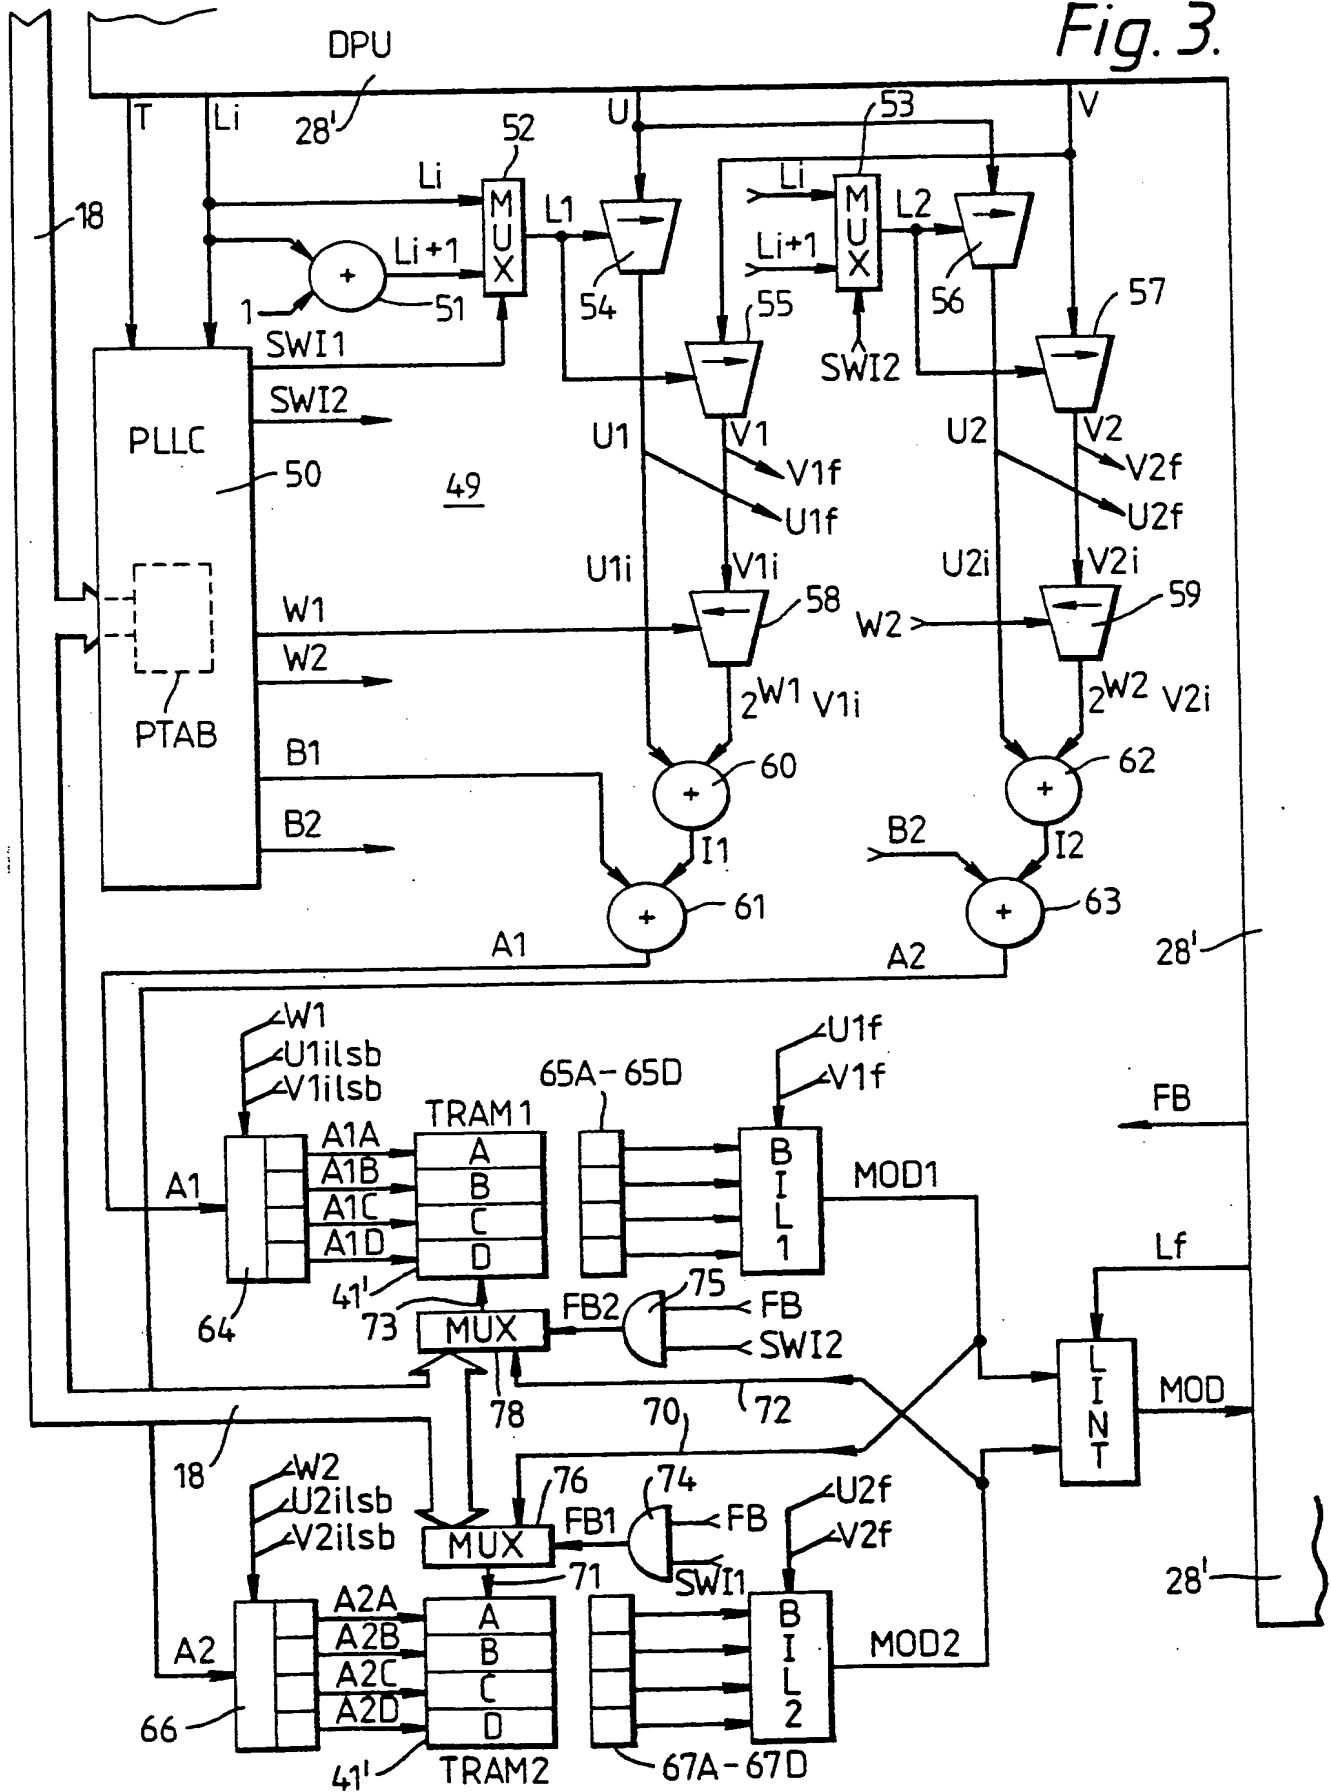 Fig. 3.
DPU
T
Li
28'
U
V
52
53
18
Li
MUX
L1
Li
MUX
L2
Li+1
Li+1
+
1
51
54
55
56
57
SWI1
SWI2
SWI2
PLLC
50
49
U1
V1
V1f
U1f
U2
V2
V2f
U2f
U1i
V1i
U2i
V2i
W1
58
W2
59
W2
PTAB
2W1 V1i
2W2 V2i
B1
+
60
+
62
B2
I1
B2
I2
+
61
+
63
A1
A2
28'
W1
U1ilsb
V1ilsb
U1f
V1f
65A-65D
TRAM1
FB
A1
A1A
A1B
A1C
A1D
A
B
C
D
BIL1
MOD1
Lf
64
41'
73
MUX
FB2
75
FB
SWI2
78
72
70
LINT
MOD
18
W2
U2ilsb
V2ilsb
76
MUX
FB1
74
FB
SWI1
U2f
V2f
71
28'
A2
A2A
A2B
A2C
A2D
A
B
C
D
BIL2
MOD2
66
41'
TRAM2
67A-67D